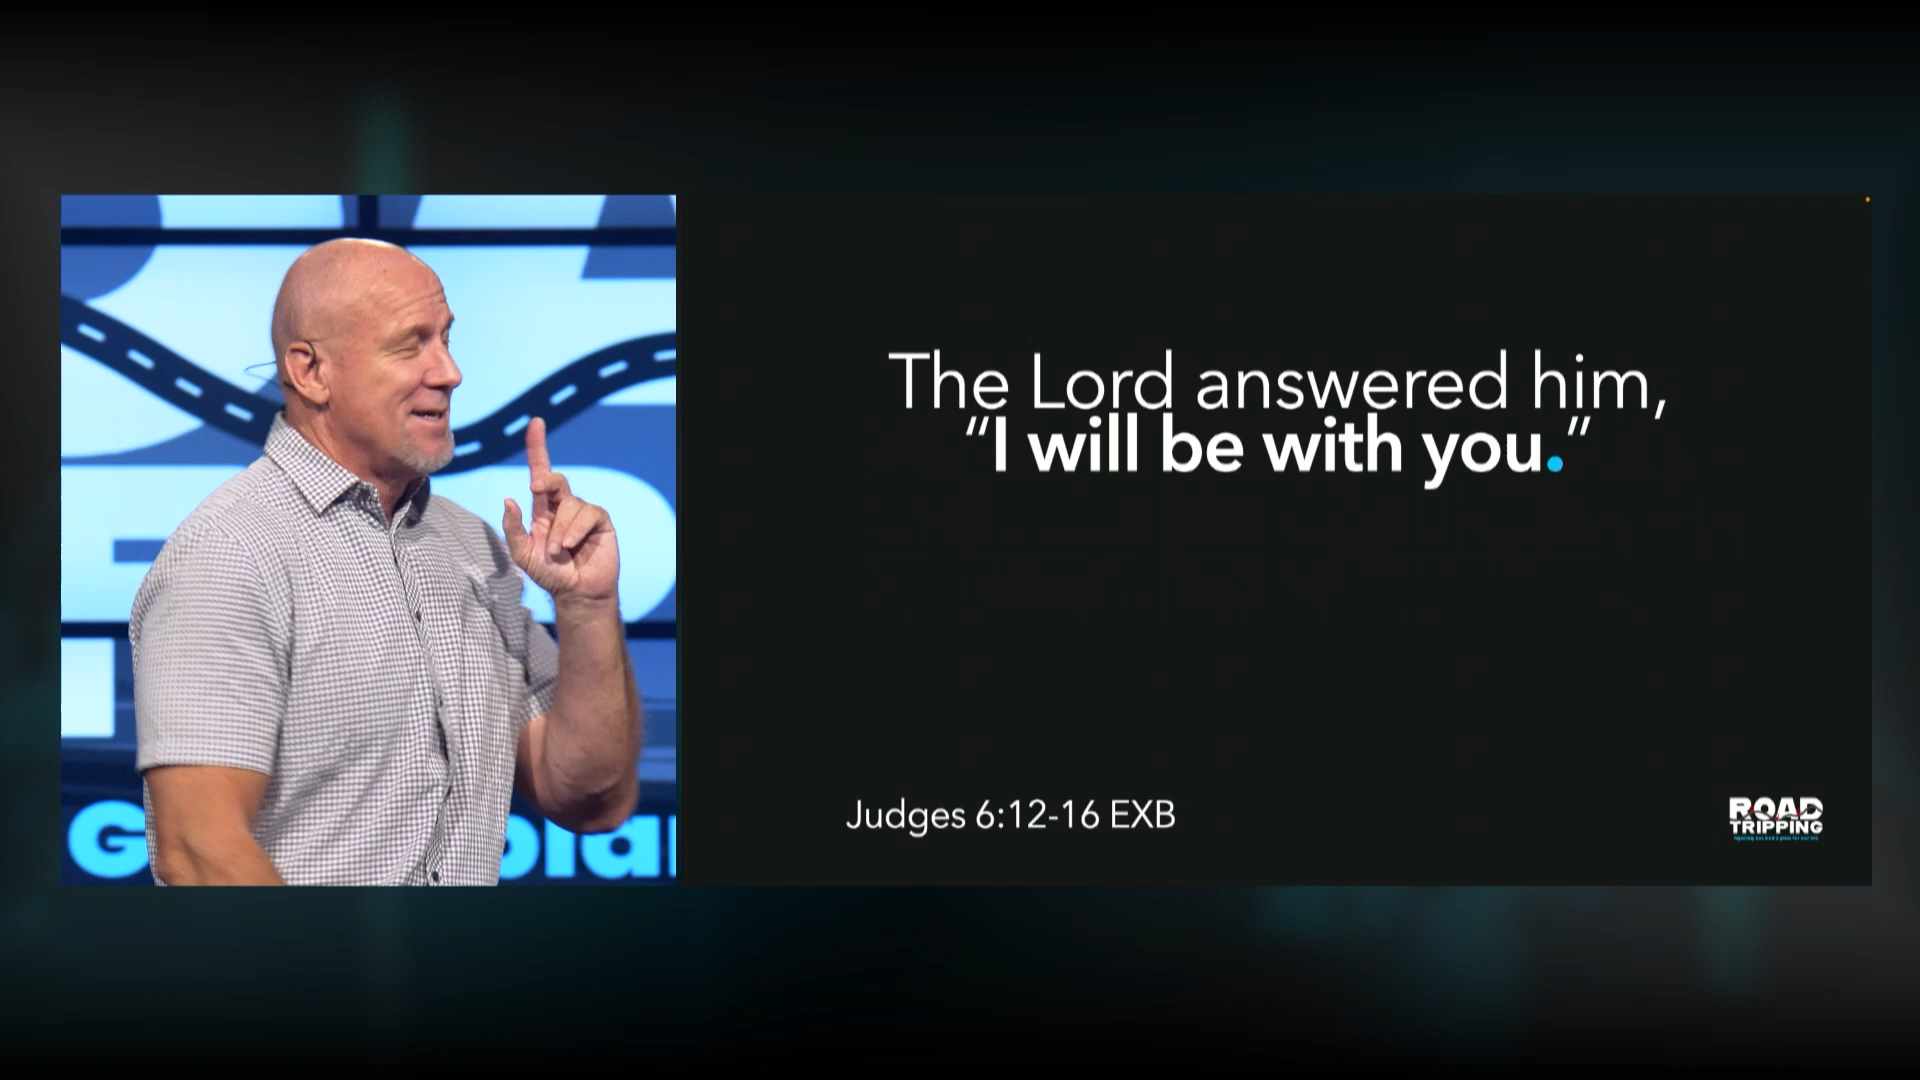 The Lord answered him,
“I will be with you.”
Judges 6:12-16 EXB
ROAD
TRIPPING